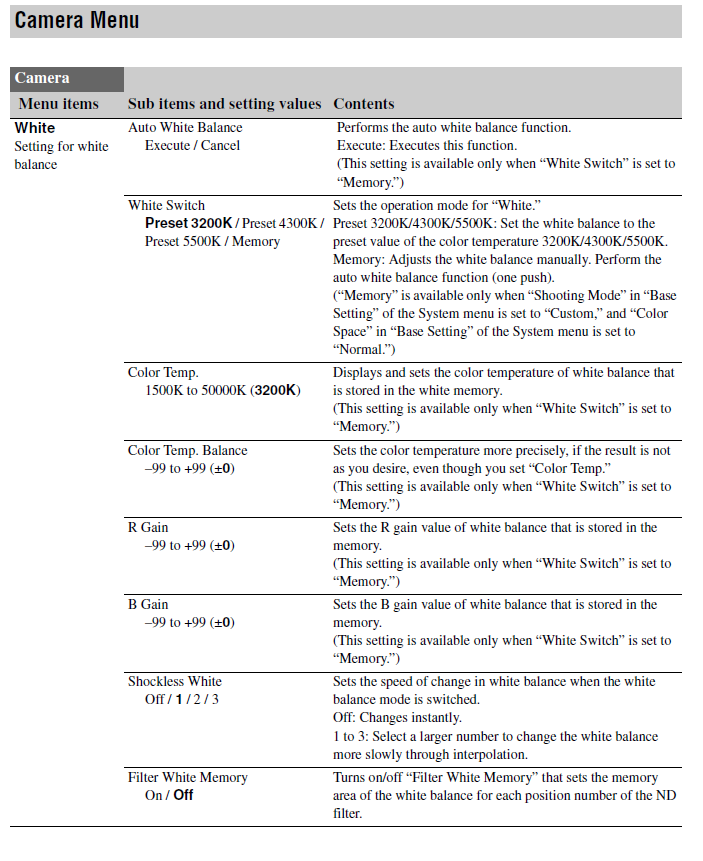 Camera Menu
Camera
Menu items Sub items and setting values Contents
White
Setting for white
balance
Auto White Balance
Execute / Cancel
Performs the auto white balance function.
Execute: Executes this function.
(This setting is available only when “White Switch” is set to
“Memory.”)
White Switch
Preset 3200K / Preset 4300K /
Preset 5500K / Memory
Sets the operation mode for “White.”
Preset 3200K/4300K/5500K: Set the white balance to the
preset value of the color temperature 3200K/4300K/5500K.
Memory: Adjusts the white balance manually. Perform the
auto white balance function (one push).
(“Memory” is available only when “Shooting Mode” in “Base
Setting” of the System menu is set to “Custom,” and “Color
Space” in “Base Setting” of the System menu is set to
“Normal.”)
Color Temp.
1500K to 50000K (3200K)
Displays and sets the color temperature of white balance that
is stored in the white memory.
(This setting is available only when “White Switch” is set to
“Memory.”)
Color Temp. Balance
–99 to +99 (±0)
Sets the color temperature more precisely, if the result is not
as you desire, even though you set “Color Temp.”
(This setting is available only when “White Switch” is set to
“Memory.”)
R Gain
–99 to +99 (±0)
Sets the R gain value of white balance that is stored in the
memory.
(This setting is available only when “White Switch” is set to
“Memory.”)
B Gain
–99 to +99 (±0)
Sets the B gain value of white balance that is stored in the
memory.
(This setting is available only when “White Switch” is set to
“Memory.”)
Shockless White
Off / 1 / 2 / 3
Sets the speed of change in white balance when the white
balance mode is switched.
Off: Changes instantly.
1 to 3: Select a larger number to change the white balance
more slowly through interpolation.
Filter White Memory
On / Off
Turns on/off “Filter White Memory” that sets the memory
area of the white balance for each position number of the ND
filter.